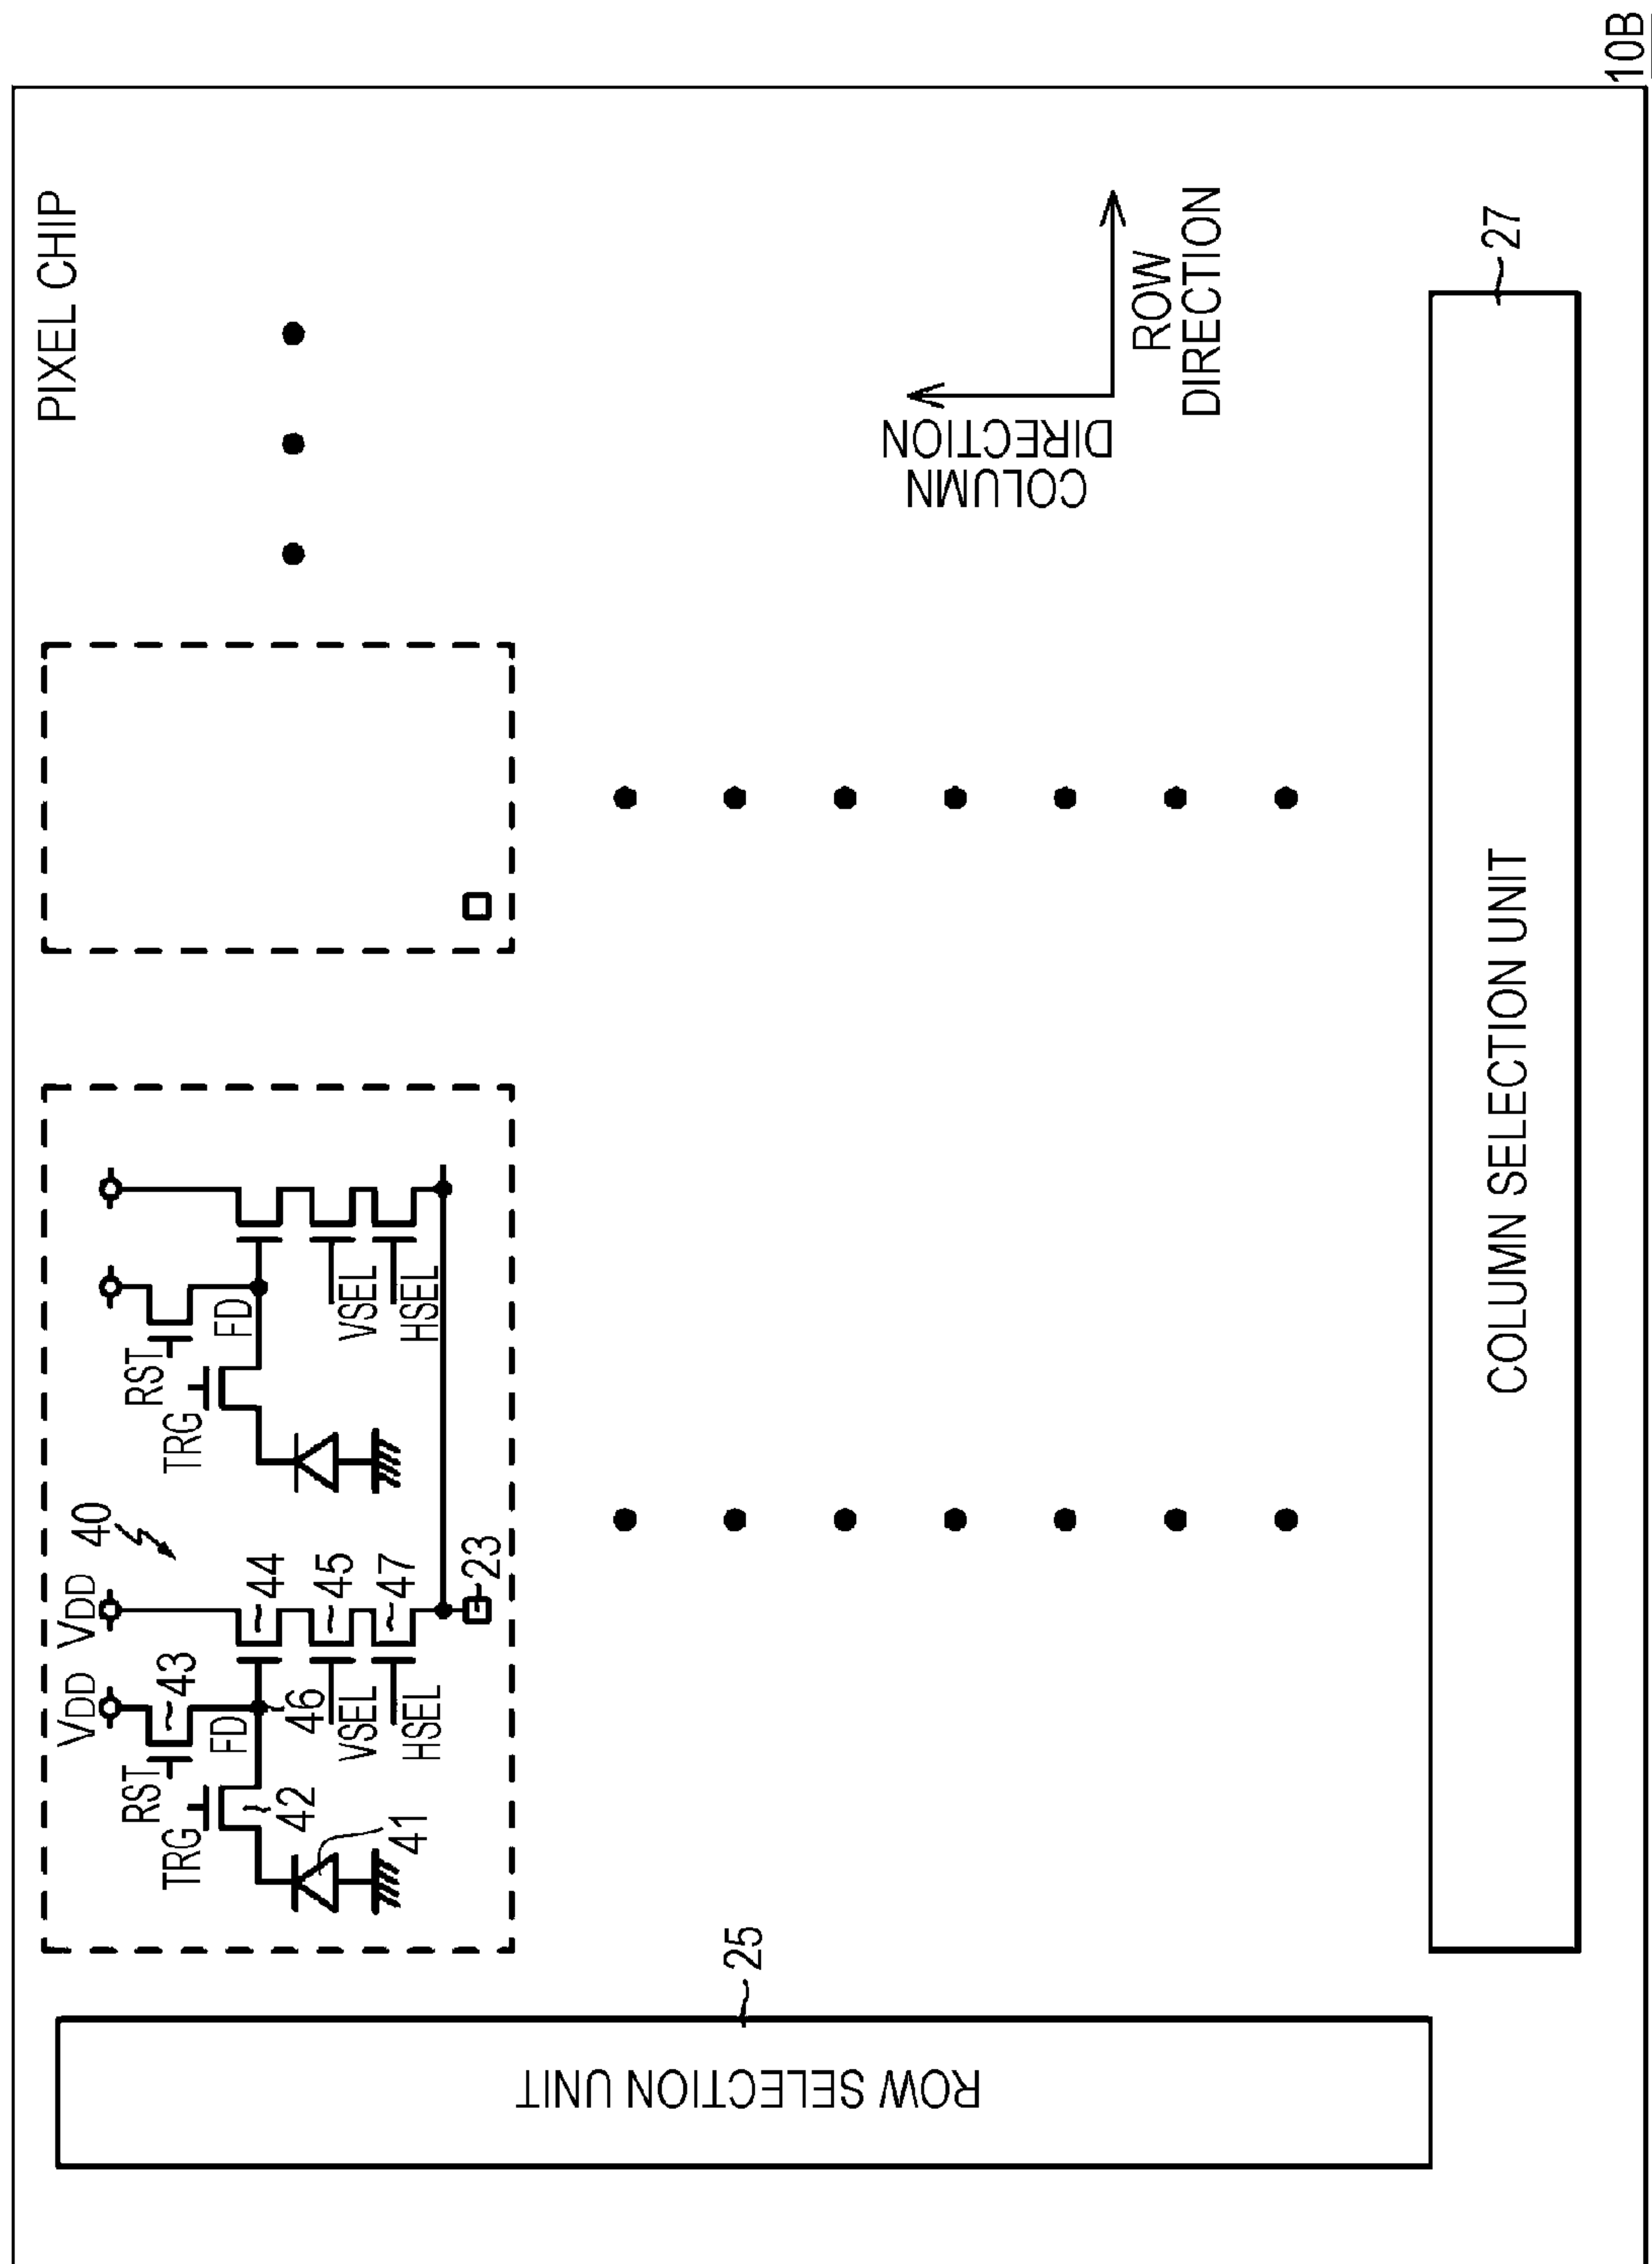 10B
PIXEL CHIP
40
VDD
VDD
43
RST
TRG
FD
44
42
46
45
VSEL
47
HSEL
41
23
RST
TRG
FD
VSEL
HSEL
25
ROW SELECTION UNIT
COLUMN
DIRECTION
ROW
DIRECTION
27
COLUMN SELECTION UNIT